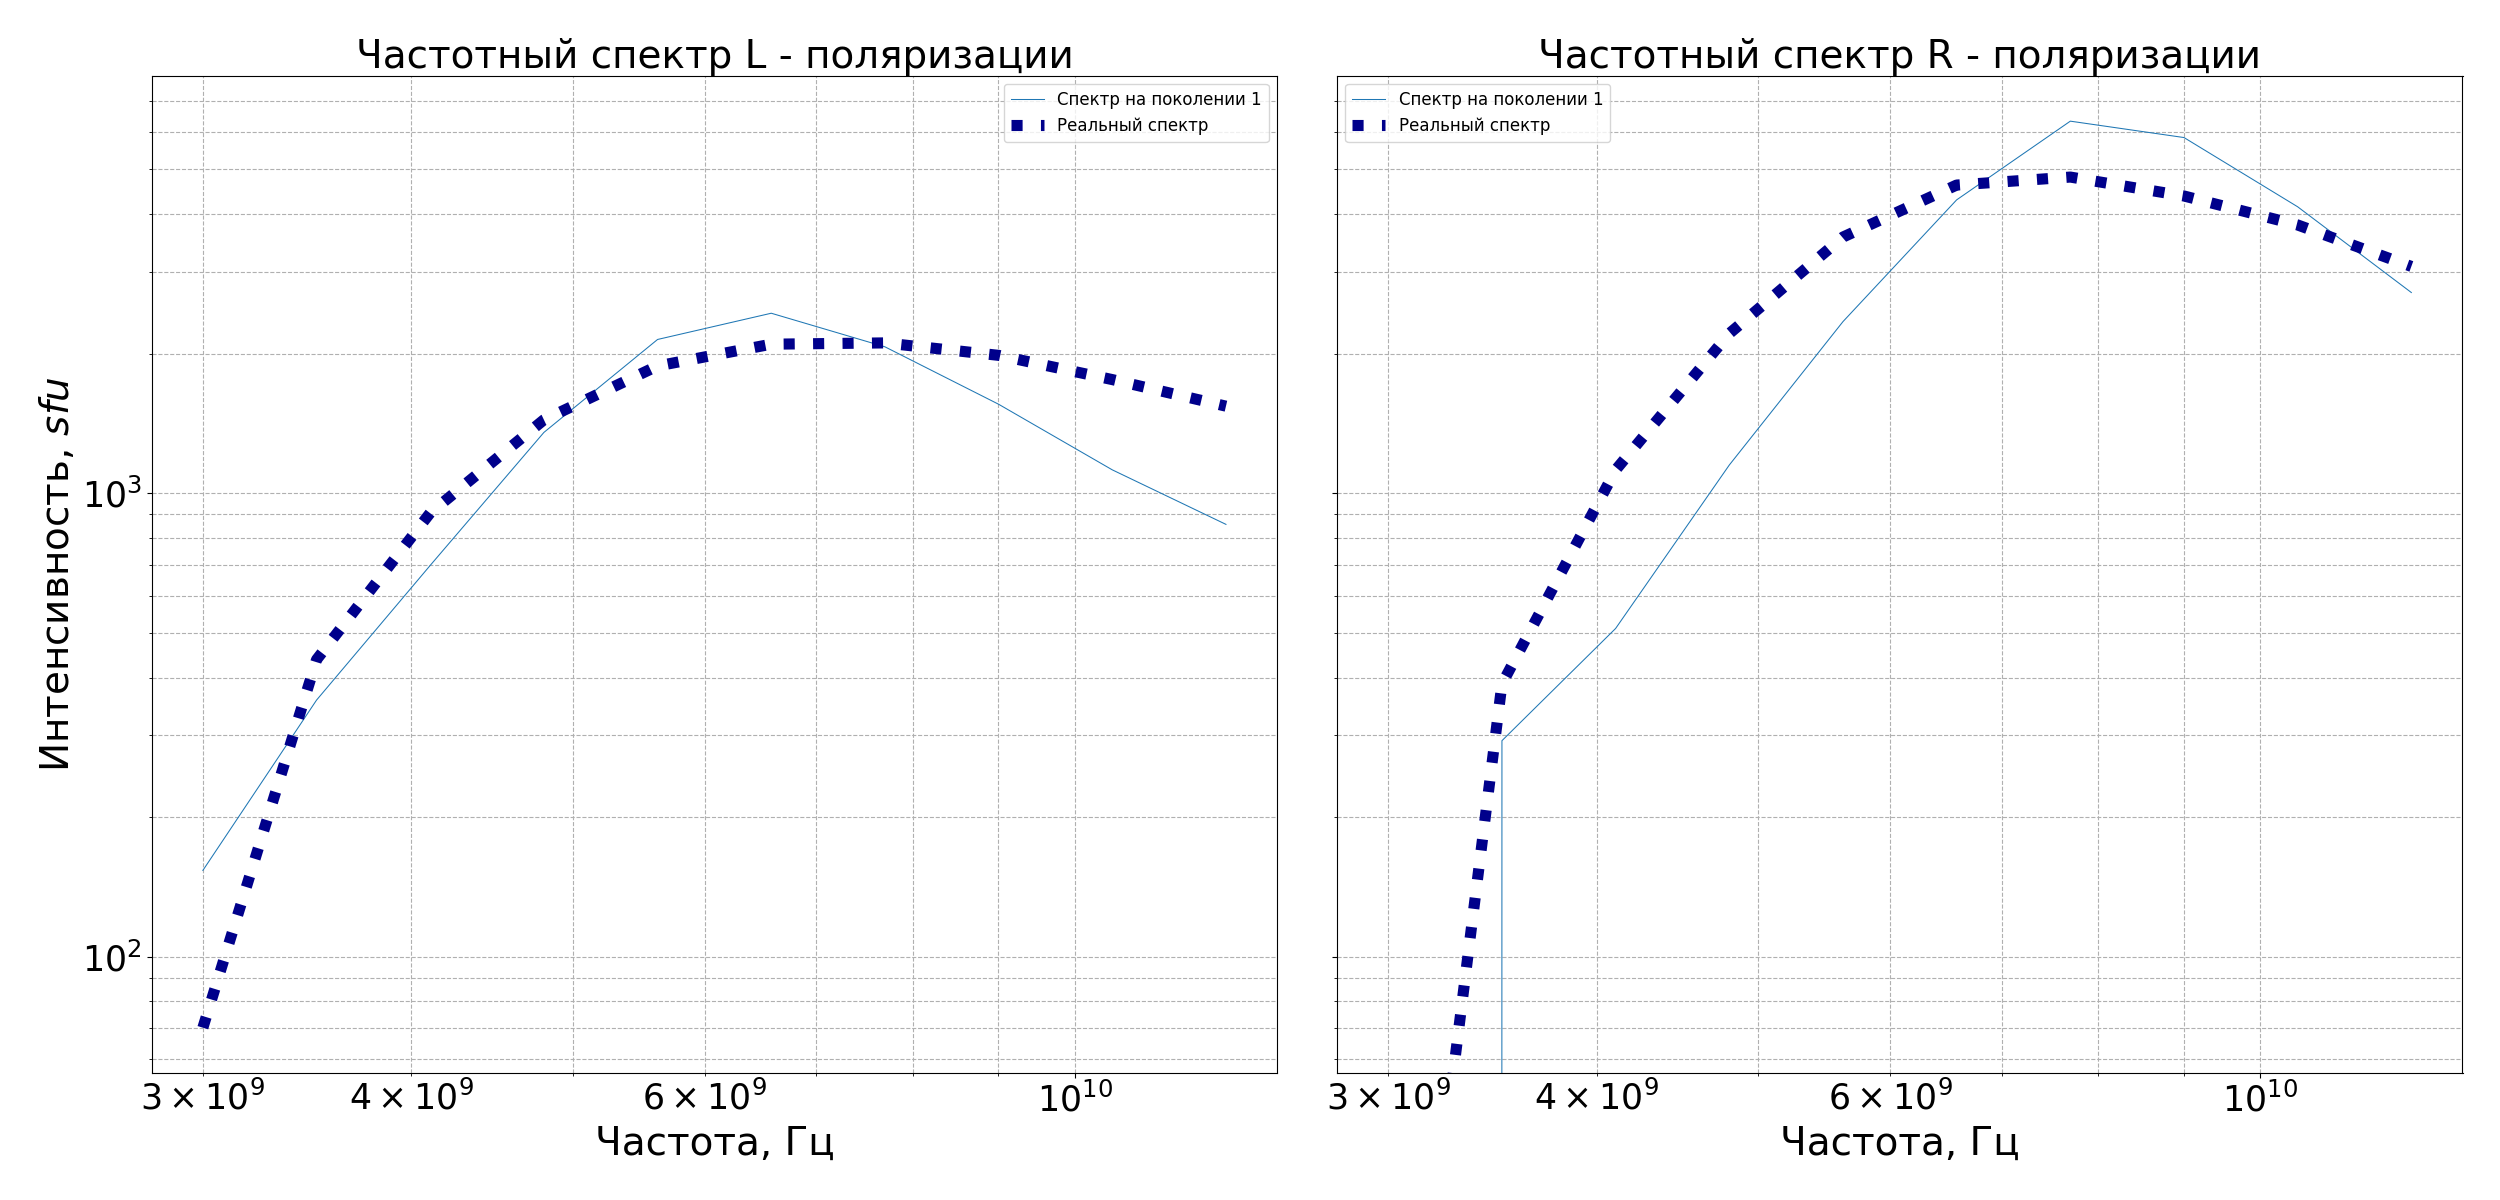 Частотный спектр L - поляризации
Спектр на поколении 1
Реальный спектр
Интенсивность, sfu
10³
10²
3 × 10⁹ 4 × 10⁹ 6 × 10⁹ 10¹⁰
Частота, Гц
Частотный спектр R - поляризации
Спектр на поколении 1
Реальный спектр
3 × 10⁹ 4 × 10⁹ 6 × 10⁹ 10¹⁰
Частота, Гц